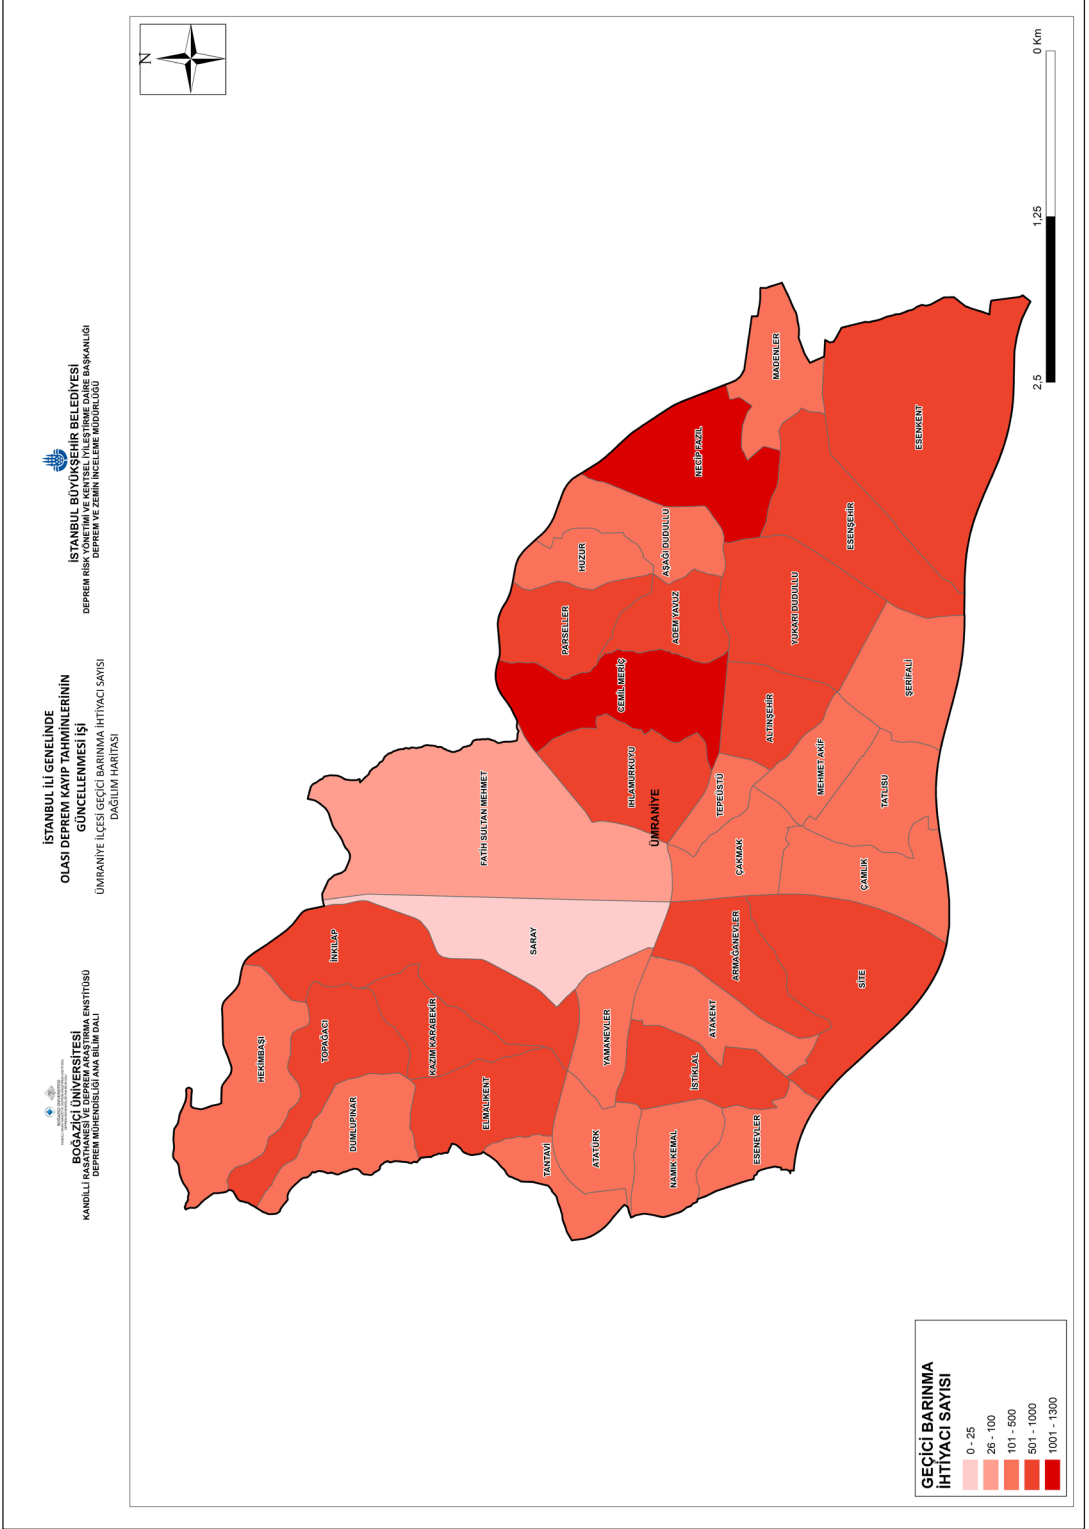 BOĞAZİÇİ ÜNİVERSİTESİ
BOĞAZİÇİ ÜNİVERSİTESİ
KANDİLLİ RASATHANESİ VE DEPREM ARAŞTIRMA ENSTİTÜSÜ
DEPREM MÜHENDİSLİĞİ ANA BİLİM DALI
İSTANBUL İLİ GENELİNDE
OLASI DEPREM KAYIP TAHMİNLERİNİN
GÜNCELLENMESİ İŞİ
ÜMRANİYE İLÇESİ GEÇİCİ BARINMA İHTİYACI SAYISI
DAĞILIM HARİTASI
İSTANBUL BÜYÜKŞEHİR BELEDİYESİ
DEPREM RİSK YÖNETİMİ VE KENTSEL İYİLEŞTİRME DAİRE BAŞKANLIĞI
DEPREM VE ZEMİN İNCELEME MÜDÜRLÜĞÜ
N
HEKİMBAŞI
İNKILAP
TOPAĞACI
DUMLUPINAR
KAZIM KARABEKİR
ELMALIKENT
FATİH SULTAN MEHMET
SARAY
TANTAVİ
PARSELLER
HUZUR
ATATÜRK
YAMANEVLER
CEMİL MERİÇ
IHLAMURKUYU
ÜMRANİYE
AŞAĞI DUDULLU
ADEM YAVUZ
NECİP FAZIL
NAMIK KEMAL
İSTİKLAL
ATAKENT
TEPEÜSTÜ
ARMAĞANEVLER
ÇAKMAK
ESENEVLER
ALTINŞEHİR
MADENLER
YUKARI DUDULLU
MEHMET AKİF
ESENŞEHİR
SİTE
ÇAMLIK
TATLISU
ŞERİFALİ
ESENKENT
GEÇİCİ BARINMA
İHTİYACI SAYISI
0 - 25
26 - 100
101 - 500
501 - 1000
1001 - 1300
2,5 1,25 0 Km